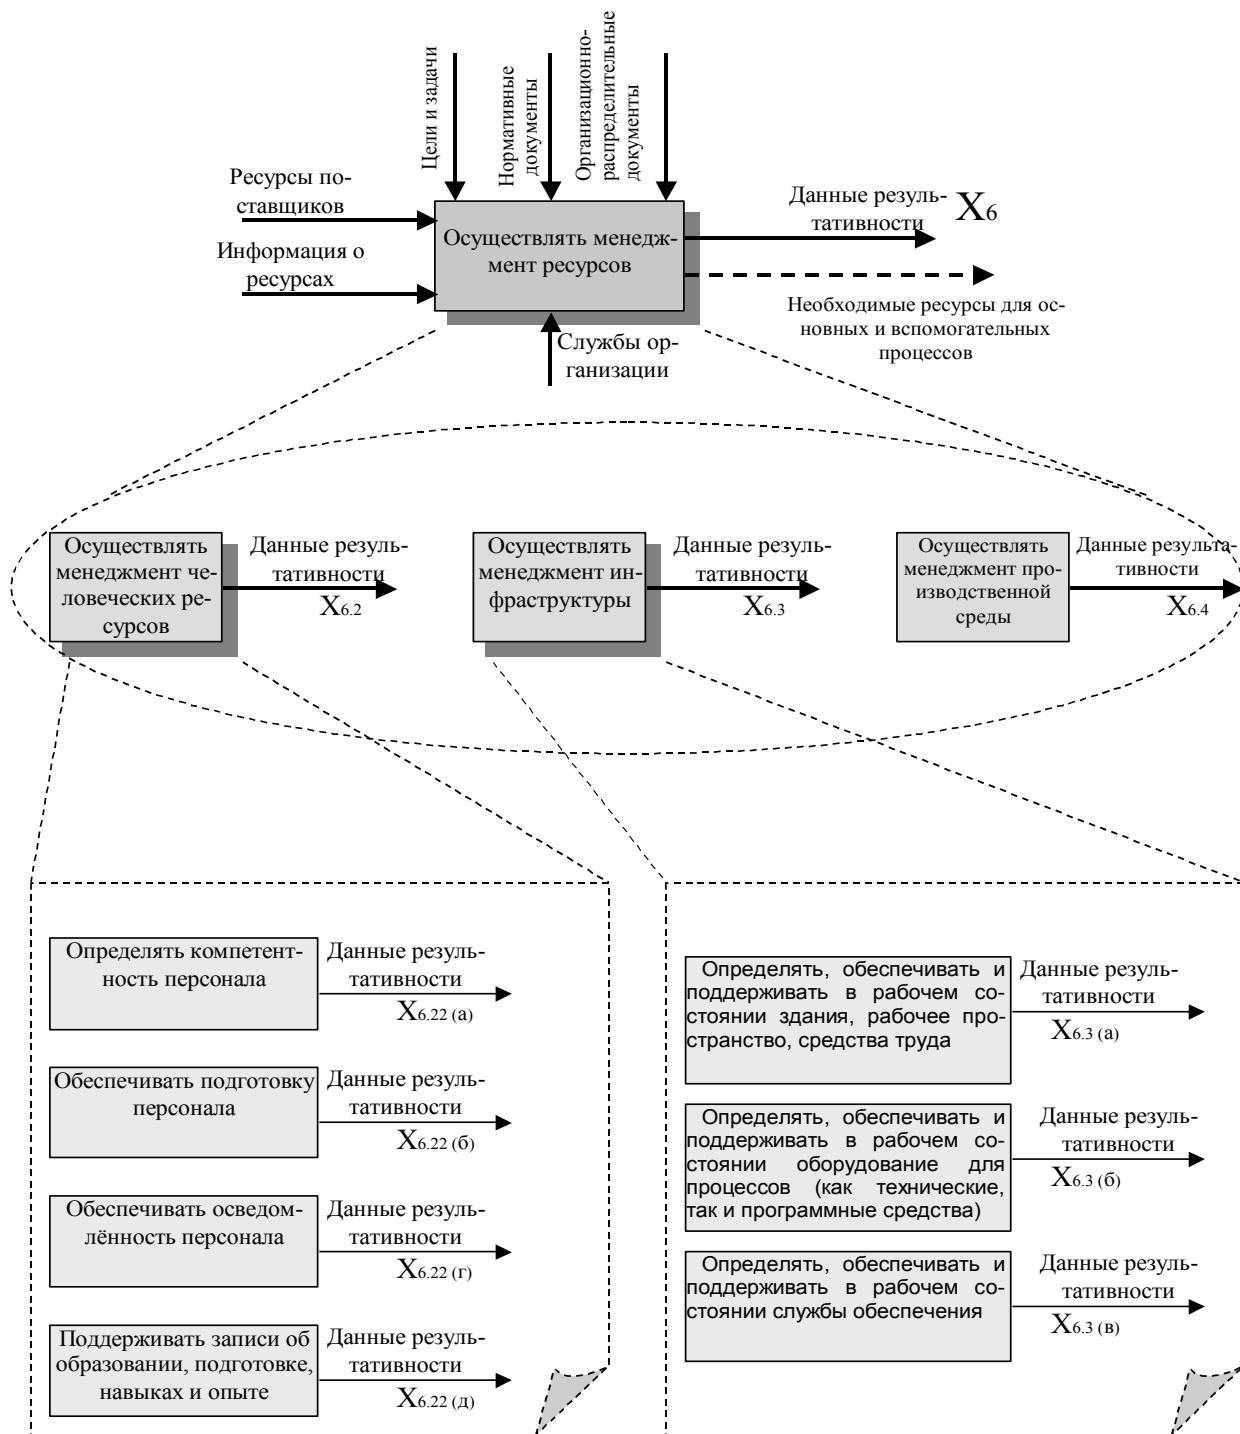 Цели и задачи
Нормативные
документы
Организационно-
распределительные
документы
Ресурсы по-
ставщиков
Информация о
ресурсах
Осуществлять менедж-
мент ресурсов
Данные резуль-
тативности
X6
Необходимые ресурсы для ос-
новных и вспомогательных
процессов
Службы ор-
ганизации
Осуществлять
менеджмент че-
ловеческих ре-
сурсов
Данные резуль-
тативности
X6.2
Осуществлять
менеджмент ин-
фраструктуры
Данные резуль-
тативности
X6.3
Осуществлять
менеджмент про-
изводственной
среды
Данные результа-
тивности
X6.4
Определять компетент-
ность персонала
Данные резуль-
тативности
X6.22 (а)
Обеспечивать подготовку
персонала
Данные резуль-
тативности
X6.22 (б)
Обеспечивать осведом-
лённость персонала
Данные резуль-
тативности
X6.22 (г)
Поддерживать записи об
образовании, подготовке,
навыках и опыте
Данные резуль-
тативности
X6.22 (д)
Определять, обеспечивать и
поддерживать в рабочем со-
стоянии здания, рабочее про-
странство, средства труда
Данные резуль-
тативности
X6.3 (а)
Определять, обеспечивать и
поддерживать в рабочем со-
стоянии оборудование для
процессов (как технические,
так и программные средства)
Данные резуль-
тативности
X6.3 (б)
Определять, обеспечивать и
поддерживать в рабочем со-
стоянии службы обеспечения
Данные резуль-
тативности
X6.3 (в)